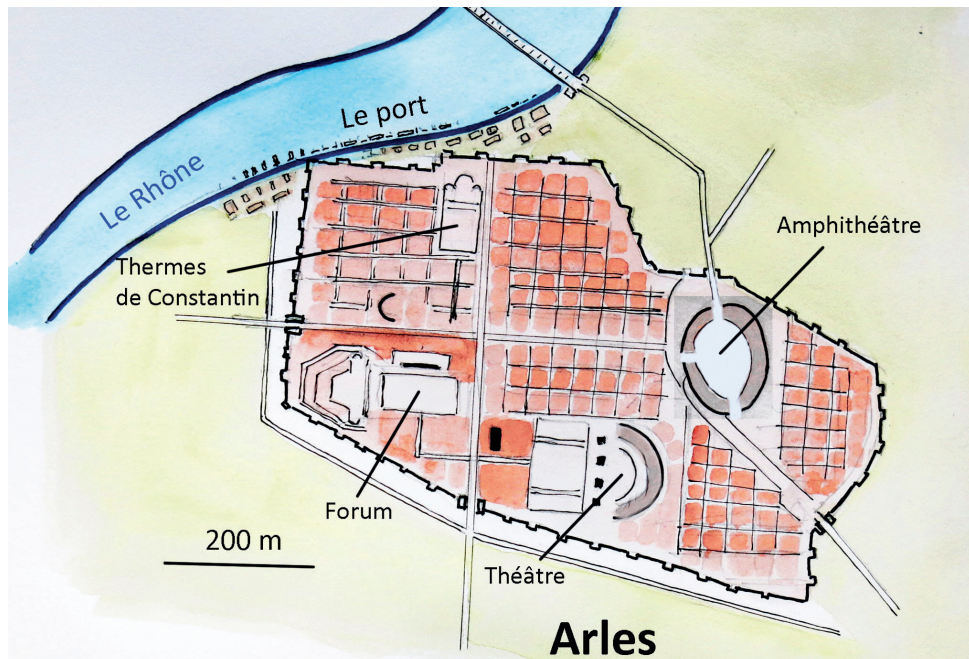 Le port
Le Rhône
Amphithéâtre
Thermes
de Constantin
Forum
200 m
Théâtre
Arles